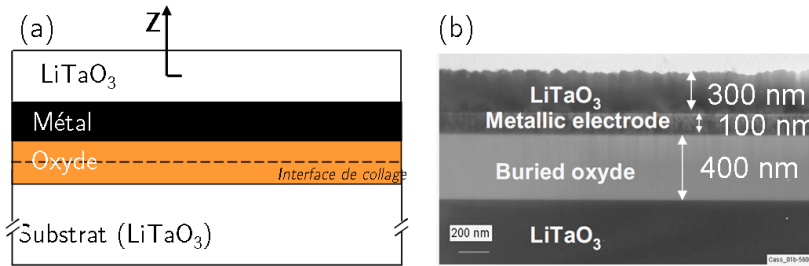 (a)
Z
LiTaO₃
Métal
Oxyde
Interface de collage
Substrat (LiTaO₃)
(b)
LiTaO₃
300 nm
Metallic electrode
100 nm
Buried oxyde
400 nm
200 nm
LiTaO₃